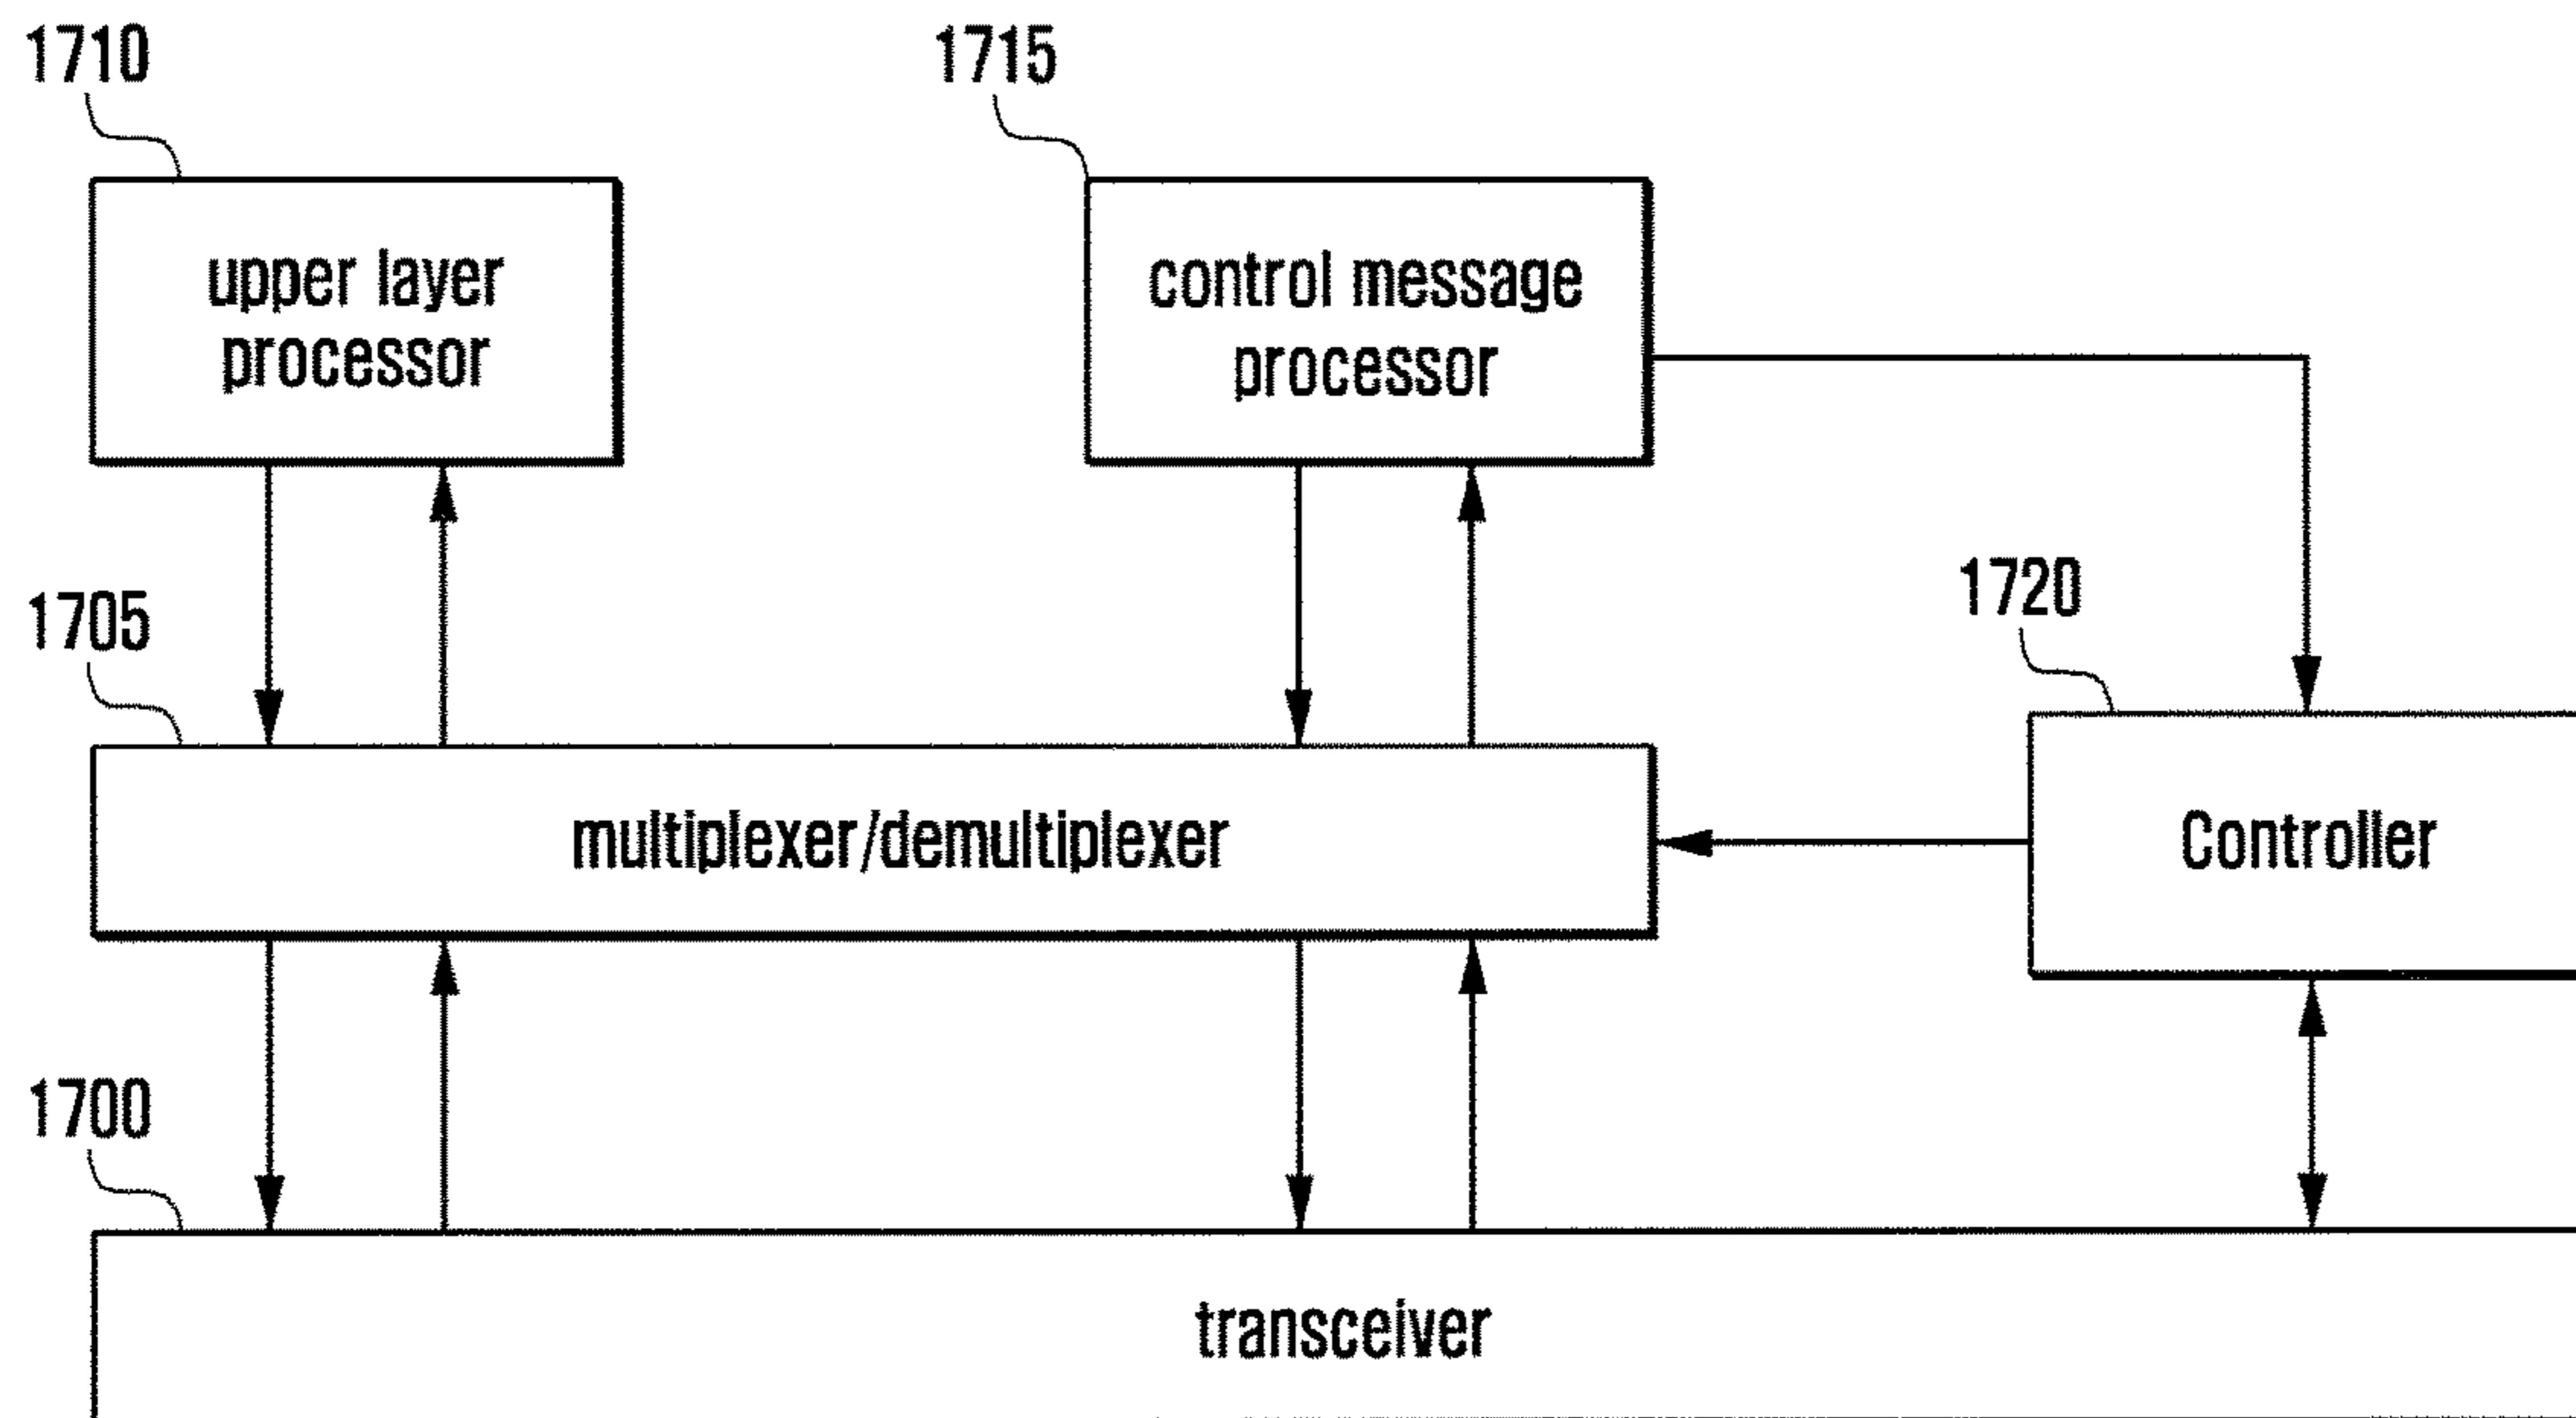 1710
1715
upper layer
processor
control message
processor
1705
1720
multiplexer/demultiplexer
Controller
1700
transceiver